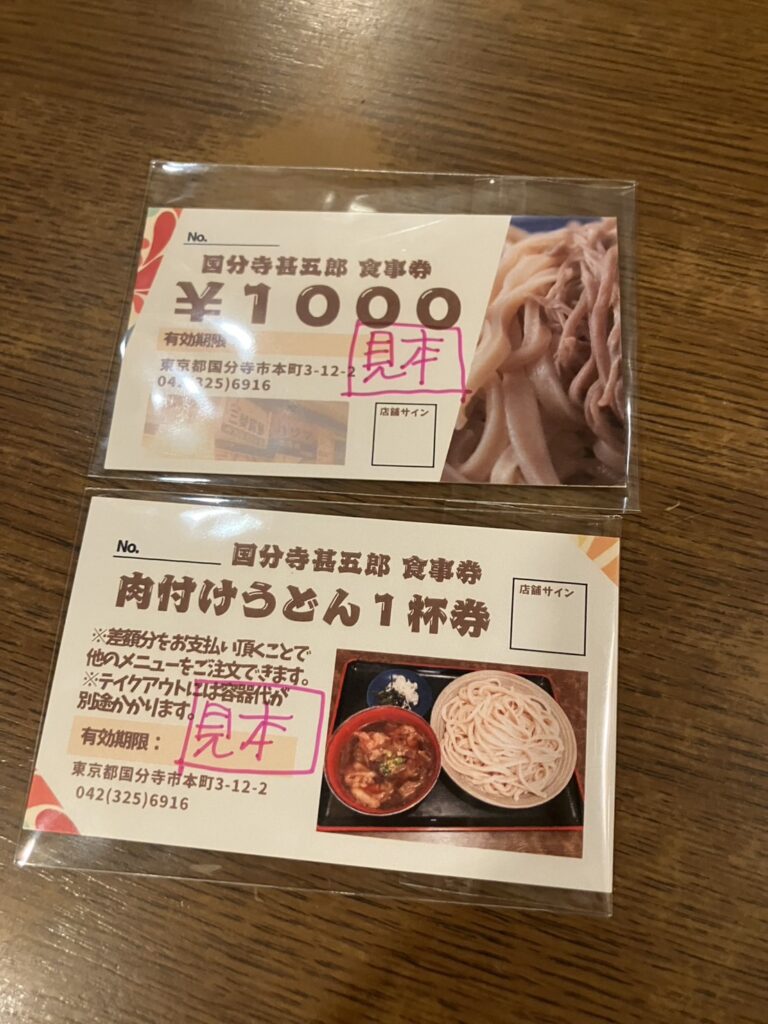 No.
国分寺甚五郎 食事券
¥1000
有効期限
見本
東京都国分寺市本町3-12-2
042(325)6916
店舗サイン
No.
国分寺甚五郎 食事券
肉付けうどん1杯券
店舗サイン
※差額分をお支払い頂くことで
他のメニューをご注文できます。
※テイクアウトには容器代が
別途かかります。
有効期限:
見本
東京都国分寺市本町3-12-2
042(325)6916